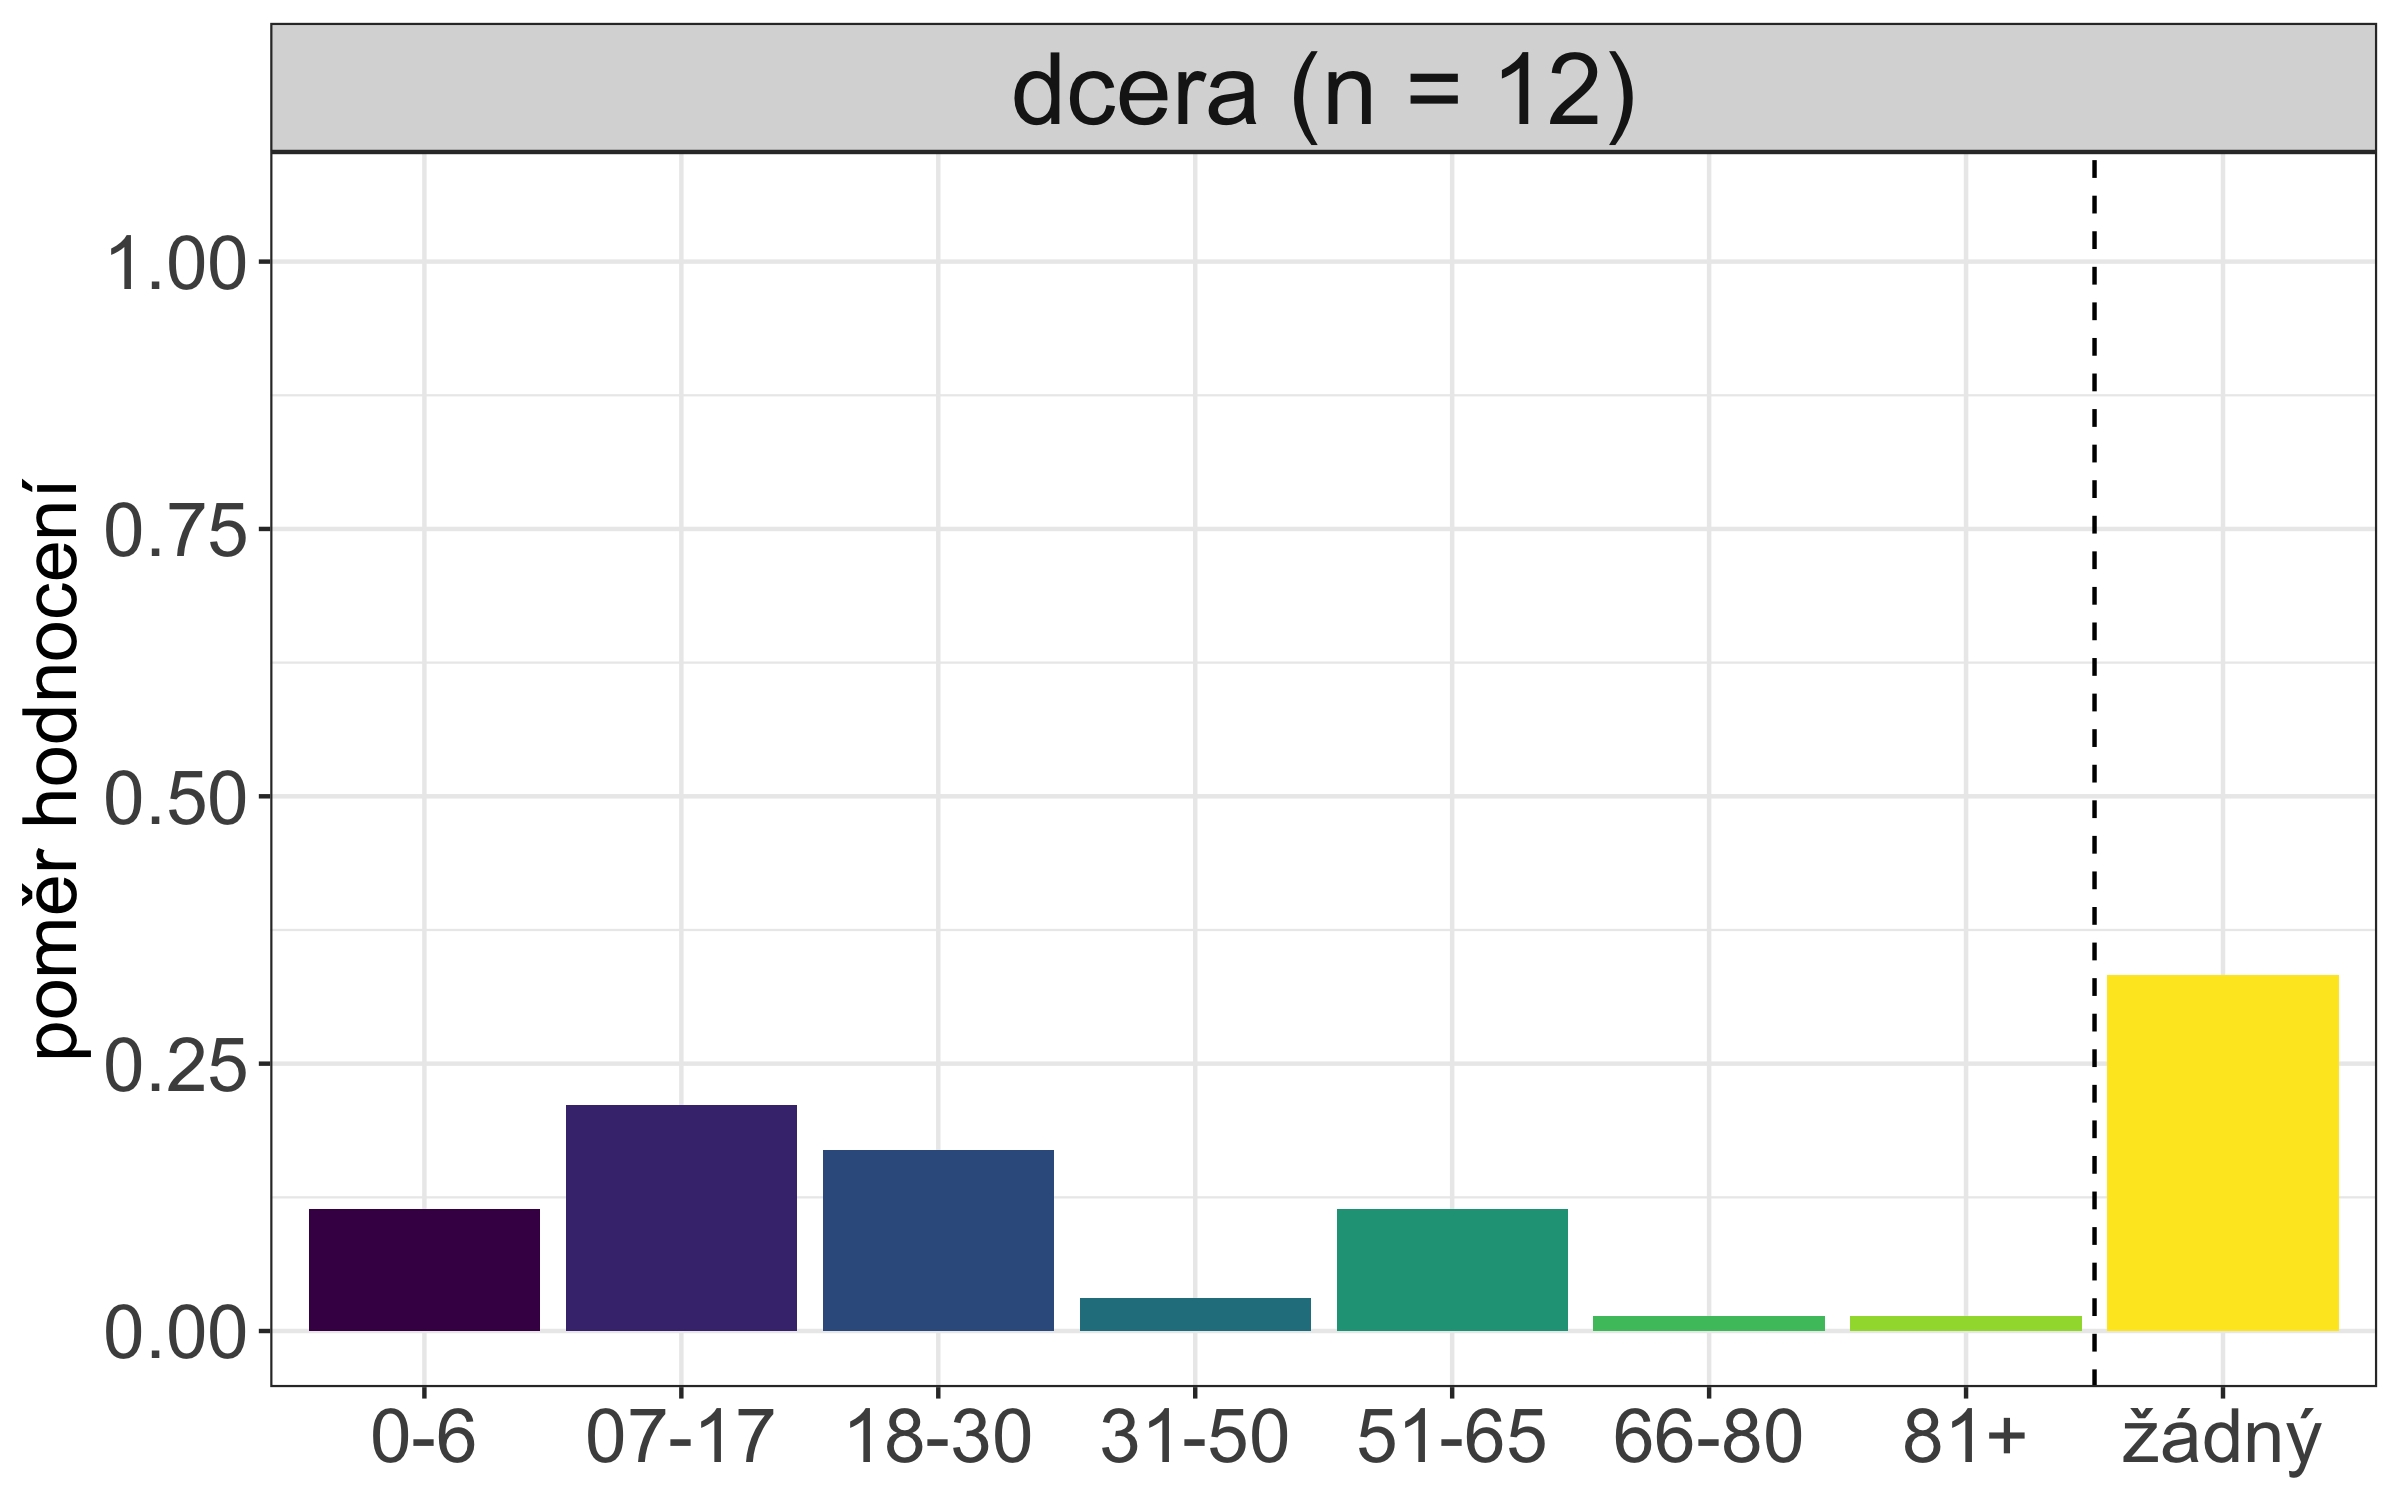 dcera (n = 12)
poměr hodnocení
1.00
0.75
0.50
0.25
0.00
0-6 07-17 18-30 31-50 51-65 66-80 81+ žádný